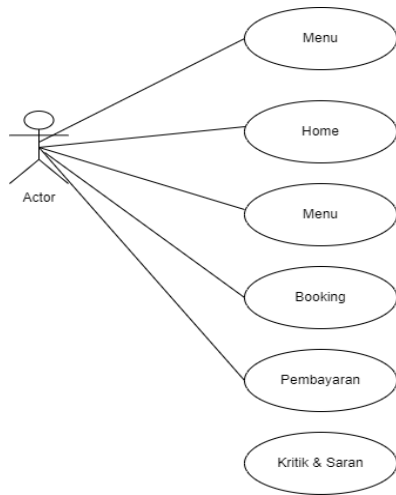 Menu
Home
Actor
Menu
Booking
Pembayaran
Kritik & Saran